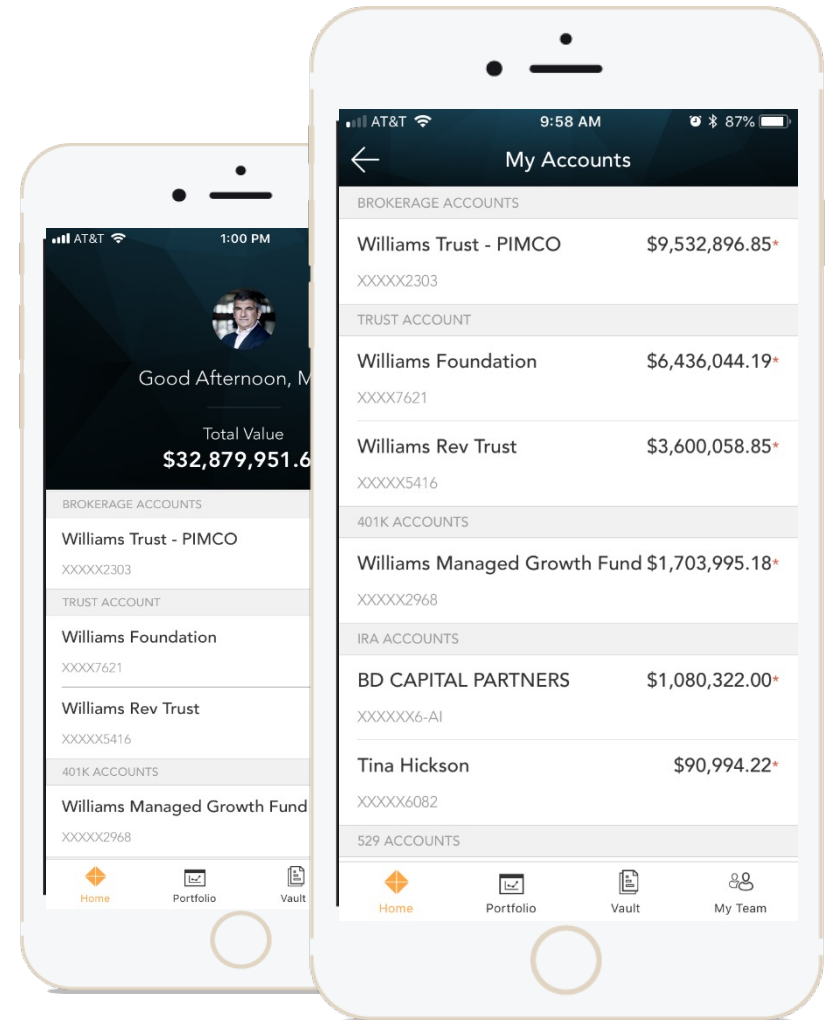 AT&T 1:00 PM
Good Afternoon, M
Total Value
$32,879,951.6
BROKERAGE ACCOUNTS
Williams Trust - PIMCO
XXXXX2303
TRUST ACCOUNT
Williams Foundation
XXXX7621
Williams Rev Trust
XXXXX5416
401K ACCOUNTS
Williams Managed Growth Fund
XXXXX2968
Home Portfolio Vault
AT&T 9:58 AM 87%
My Accounts
BROKERAGE ACCOUNTS
Williams Trust - PIMCO $9,532,896.85*
XXXXX2303
TRUST ACCOUNT
Williams Foundation $6,436,044.19*
XXXX7621
Williams Rev Trust $3,600,058.85*
XXXXX5416
401K ACCOUNTS
Williams Managed Growth Fund $1,703,995.18*
XXXXX2968
IRA ACCOUNTS
BD CAPITAL PARTNERS $1,080,322.00*
XXXXXX6-AI
Tina Hickson $90,994.22*
XXXXX6082
529 ACCOUNTS
Home Portfolio Vault My Team